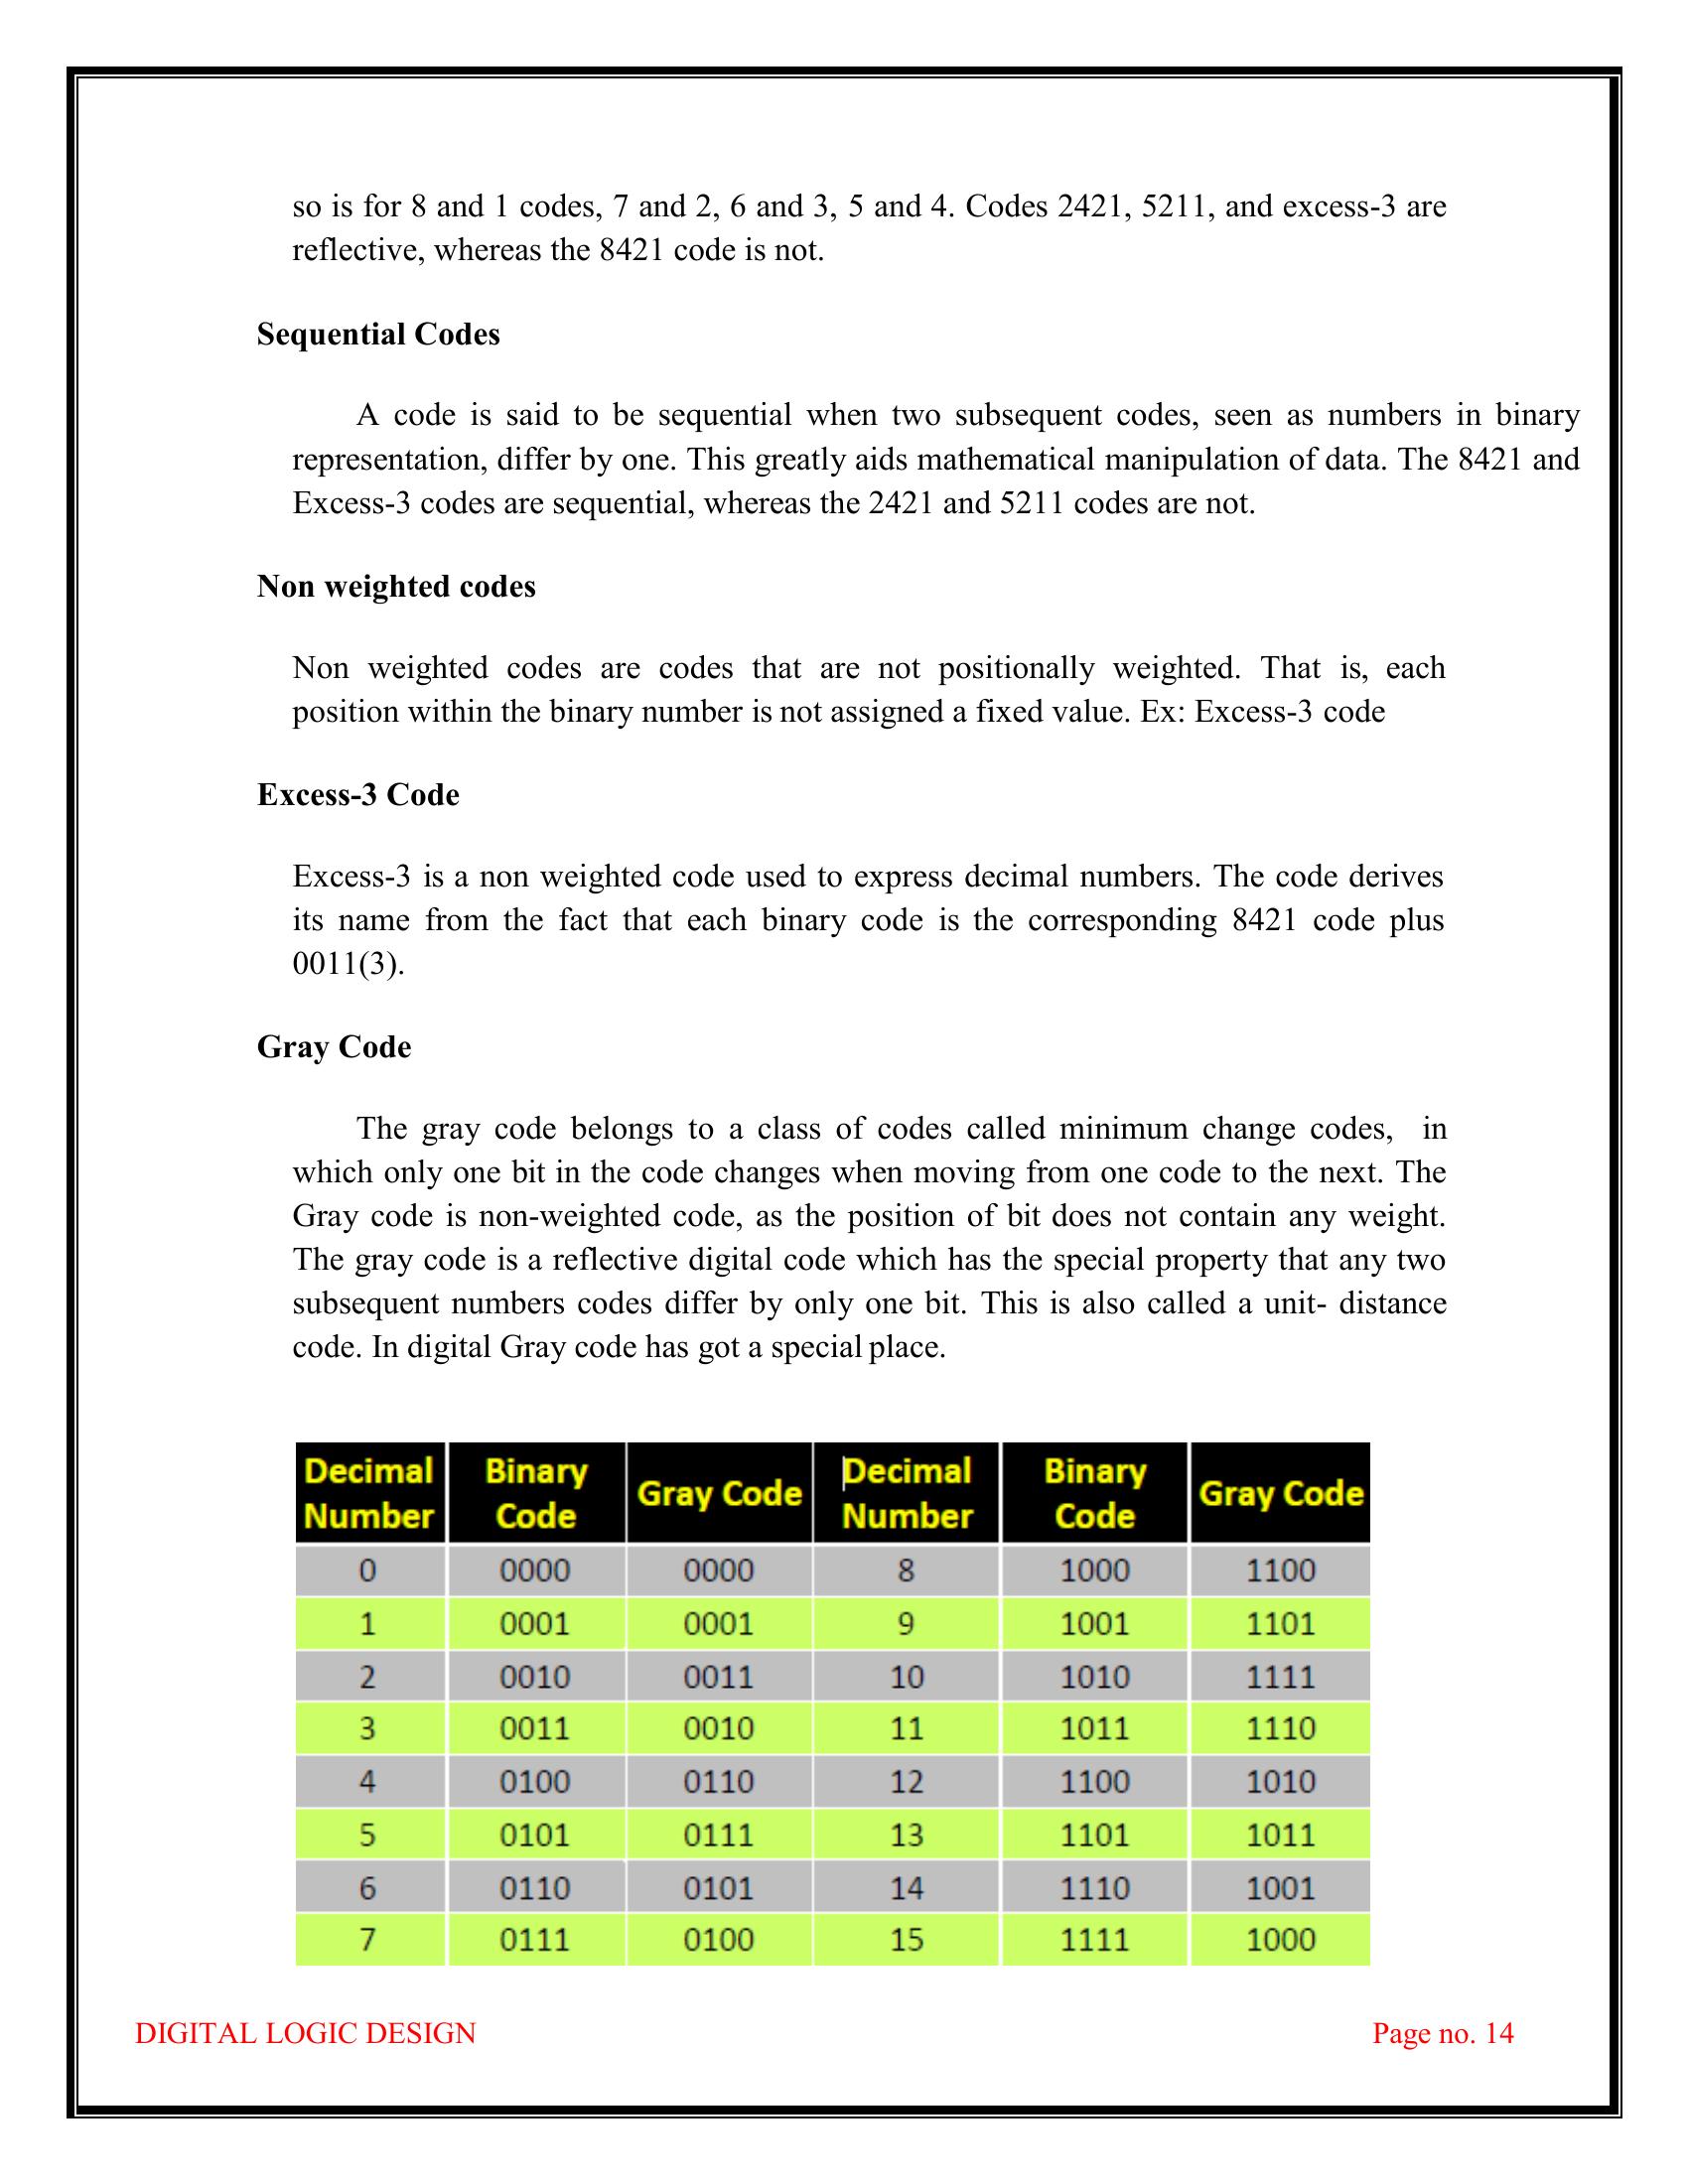 so is for 8 and 1 codes, 7 and 2, 6 and 3, 5 and 4. Codes 2421, 5211, and excess-3 are
reflective, whereas the 8421 code is not.
Sequential Codes
A code is said to be sequential when two subsequent codes, seen as numbers in binary
representation, differ by one. This greatly aids mathematical manipulation of data. The 8421 and
Excess-3 codes are sequential, whereas the 2421 and 5211 codes are not.
Non weighted codes
Non weighted codes are codes that are not positionally weighted. That is, each
position within the binary number is not assigned a fixed value. Ex: Excess-3 code
Excess-3 Code
Excess-3 is a non weighted code used to express decimal numbers. The code derives
its name from the fact that each binary code is the corresponding 8421 code plus
0011(3).
Gray Code
The gray code belongs to a class of codes called minimum change codes, in
which only one bit in the code changes when moving from one code to the next. The
Gray code is non-weighted code, as the position of bit does not contain any weight.
The gray code is a reflective digital code which has the special property that any two
subsequent numbers codes differ by only one bit. This is also called a unit- distance
code. In digital Gray code has got a special place.
Decimal Number Binary Code Gray Code Decimal Number Binary Code Gray Code
0 0000 0000 8 1000 1100
1 0001 0001 9 1001 1101
2 0010 0011 10 1010 1111
3 0011 0010 11 1011 1110
4 0100 0110 12 1100 1010
5 0101 0111 13 1101 1011
6 0110 0101 14 1110 1001
7 0111 0100 15 1111 1000
DIGITAL LOGIC DESIGN Page no. 14